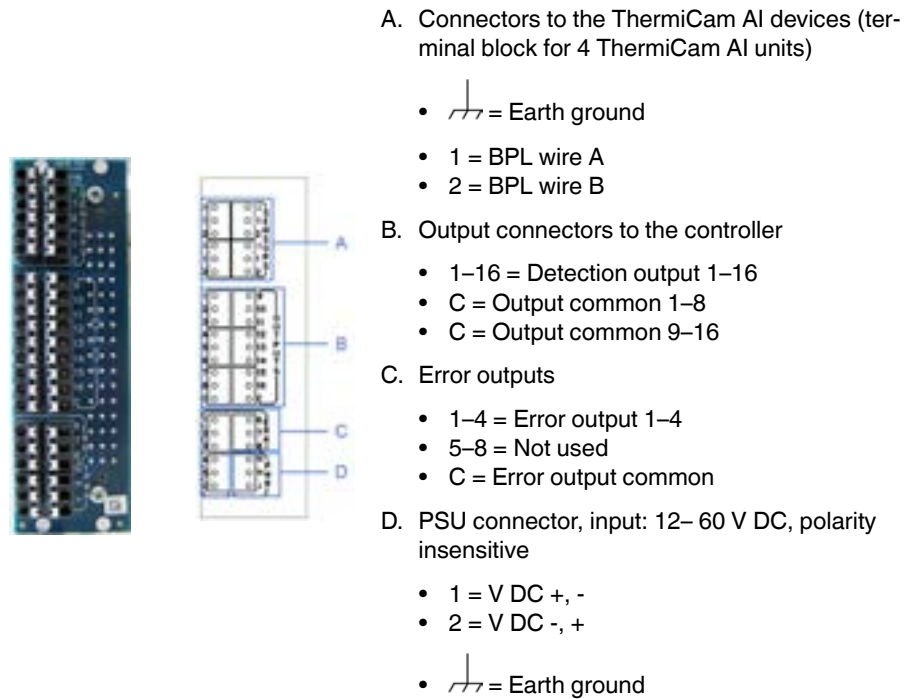 A. Connectors to the ThermiCam AI devices (ter-
minal block for 4 ThermiCam AI units)
• = Earth ground
• 1 = BPL wire A
• 2 = BPL wire B
B. Output connectors to the controller
• 1–16 = Detection output 1–16
• C = Output common 1–8
• C = Output common 9–16
C. Error outputs
• 1–4 = Error output 1–4
• 5–8 = Not used
• C = Error output common
D. PSU connector, input: 12– 60 V DC, polarity
insensitive
• 1 = V DC +, -
• 2 = V DC -, +
• = Earth ground
A
B
C
D